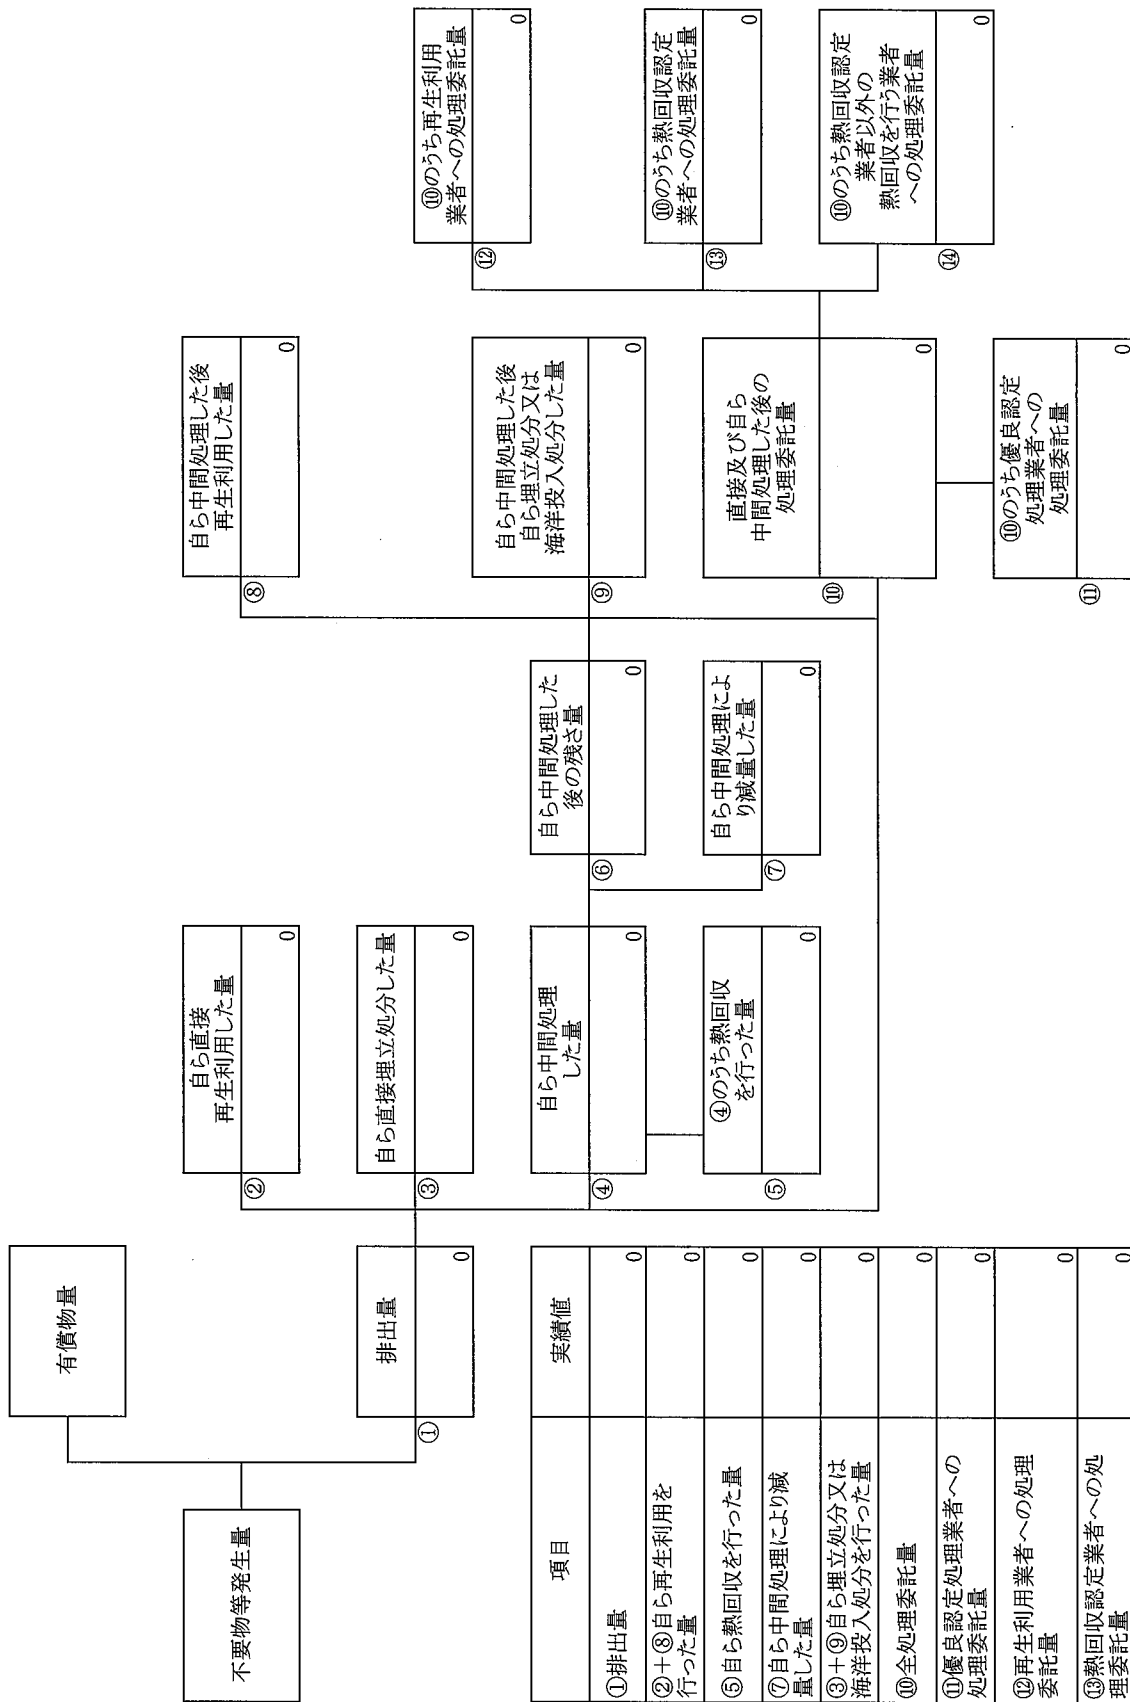 不要物等発生量
有償物量
①
排出量
0
②
自ら直接
再生利用した量
0
③
自ら直接埋立処分した量
0
④
自ら中間処理
した量
0
⑤
④のうち熱回収
を行った量
0
⑥
自ら中間処理した
後の残さ量
0
⑦
自ら中間処理によ
り減量した量
0
⑧
自ら中間処理した後
再生利用した量
0
⑨
自ら中間処理した後
自ら埋立処分又は
海洋投入処分した量
0
⑩
直接及び自ら
中間処理した後の
処理委託量
0
⑪
⑩のうち優良認定
処理業者への
処理委託量
0
⑫
⑩のうち再生利用
業者への処理委託量
0
⑬
⑩のうち熱回収認定
業者への処理委託量
0
⑭
⑩のうち熱回収認定
業者以外の
熱回収を行う業者
への処理委託量
0
項目 実績値
①排出量 0
②+⑧自ら再生利用を
行った量 0
⑤自ら熱回収を行った量 0
⑦自ら中間処理により減
量した量 0
③+⑨自ら埋立処分又は
海洋投入処分を行った量 0
⑩全処理委託量 0
⑪優良認定処理業者への
処理委託量 0
⑫再生利用業者への処理
委託量 0
⑬熱回収認定業者への処
理委託量 0